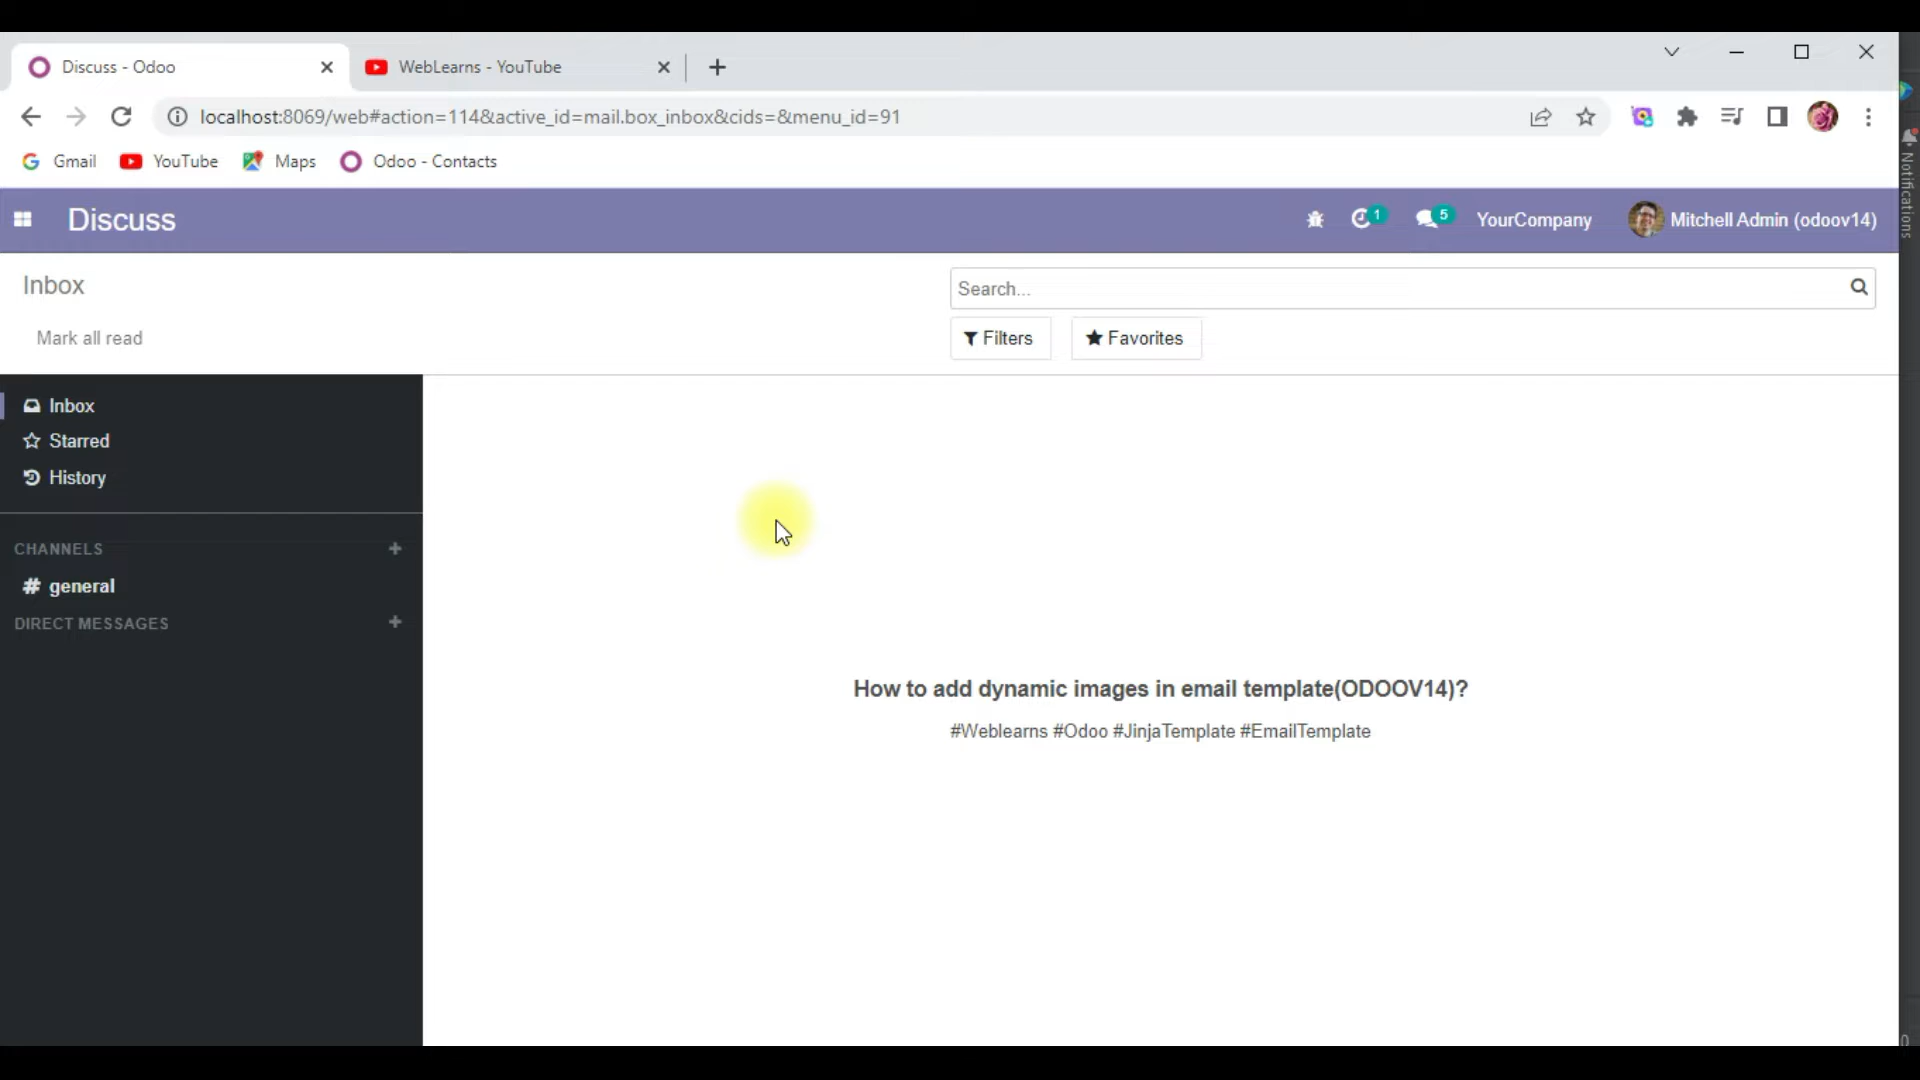 Discuss - Odoo
WebLearns - YouTube
localhost:8069/web#action=114&active_id=mail.box_inbox&cids=&menu_id=91
Gmail YouTube Maps Odoo - Contacts
Discuss
1 5 YourCompany Mitchell Admin (odoov14)
Notifications
Inbox
Search...
Mark all read
Filters Favorites
Inbox
Starred
History
CHANNELS +
# general
DIRECT MESSAGES +
How to add dynamic images in email template(ODOOV14)?
#Weblearns #Odoo #JinjaTemplate #EmailTemplate